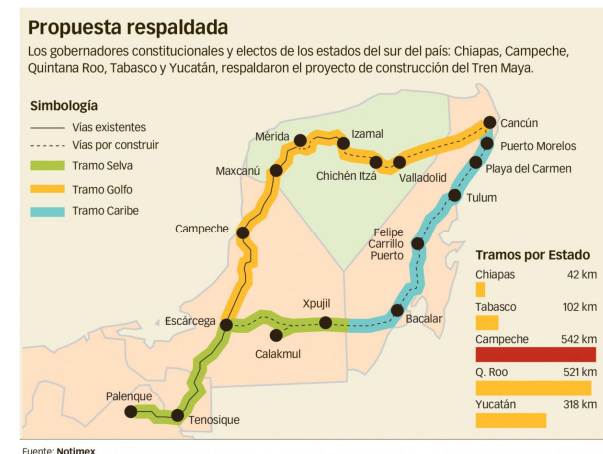 Propuesta respaldada
Los gobernadores constitucionales y electos de los estados del sur del país: Chiapas, Campeche,
Quintana Roo, Tabasco y Yucatán, respaldaron el proyecto de construcción del Tren Maya.
Simbología
Vías existentes
Vías por construir
Tramo Selva
Tramo Golfo
Tramo Caribe
Mérida
Izamal
Cancún
Puerto Morelos
Maxcanú
Chichén Itzá
Valladolid
Playa del Carmen
Tulum
Campeche
Felipe
Carrillo
Puerto
Xpujil
Escárcega
Bacalar
Calakmul
Palenque
Tenosique
Tramos por Estado
Chiapas 42 km
Tabasco 102 km
Campeche 542 km
Q. Roo 521 km
Yucatán 318 km
Fuente: Notimex